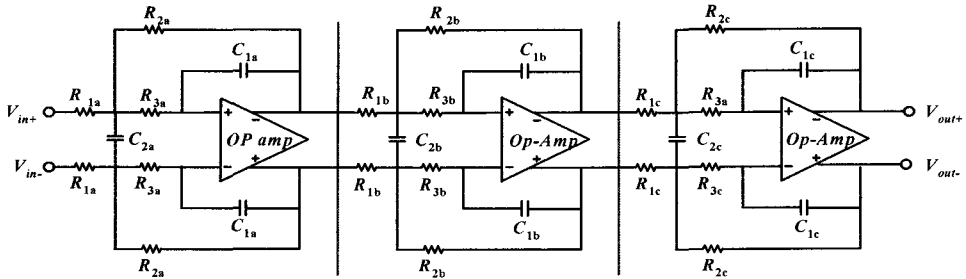 R2a R2b R2c
C1a C1b C1c
Vin+ R1a R3a R1b R3b R1c R3a Vout+
+ − + − + −
C2a OP amp C2b Op-Amp C2c Op-Amp
− + − + − +
Vin- R1a R3a R1b R3b R1c R3c Vout-
C1a C1b C1c
R2a R2b R2c